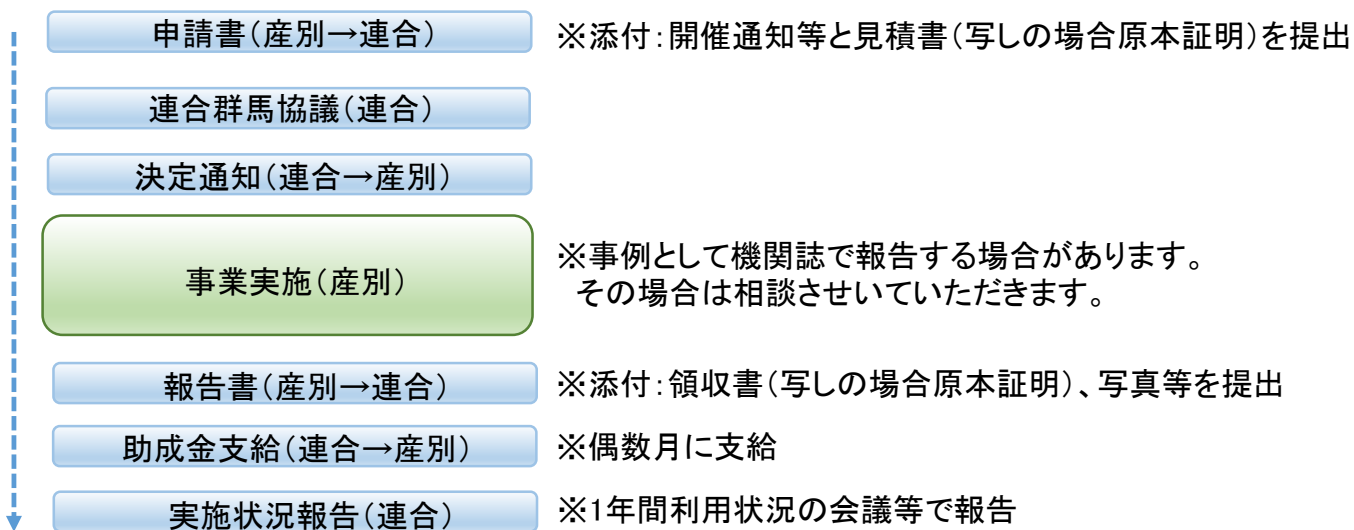 申請書(産別→連合)
※添付:開催通知等と見積書(写しの場合原本証明)を提出
連合群馬協議(連合)
決定通知(連合→産別)
事業実施(産別)
※事例として機関誌で報告する場合があります。
その場合は相談させいていただきます。
報告書(産別→連合)
※添付:領収書(写しの場合原本証明)、写真等を提出
助成金支給(連合→産別)
※偶数月に支給
実施状況報告(連合)
※1年間利用状況の会議等で報告